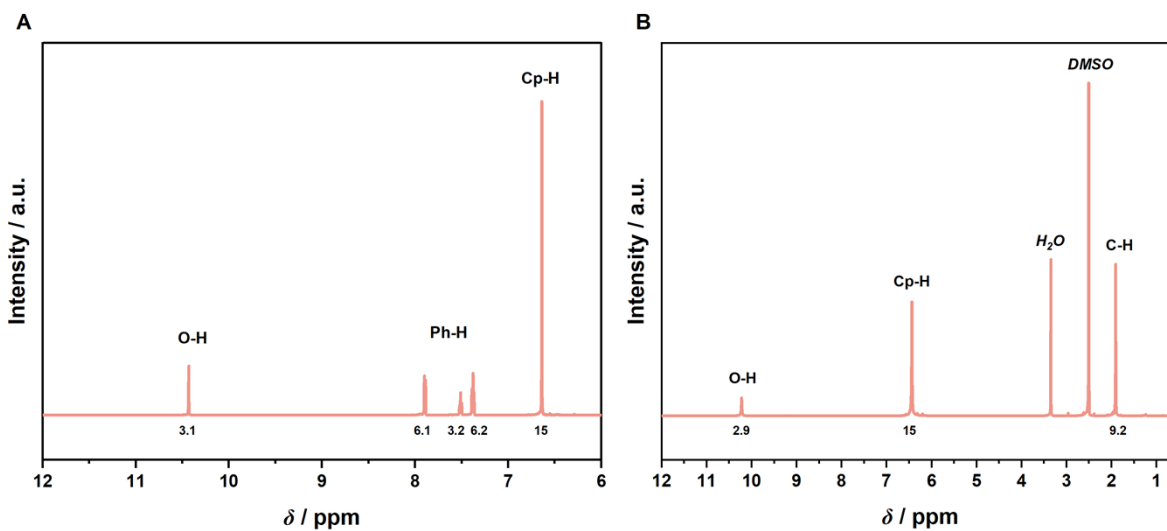 A
Cp-H
O-H
Ph-H
3.1
6.1
3.2
6.2
15
12
11
10
9
8
7
6
Intensity / a.u.
δ / ppm
B
DMSO
H₂O
C-H
Cp-H
O-H
2.9
15
9.2
12
11
10
9
8
7
6
5
4
3
2
1
Intensity / a.u.
δ / ppm